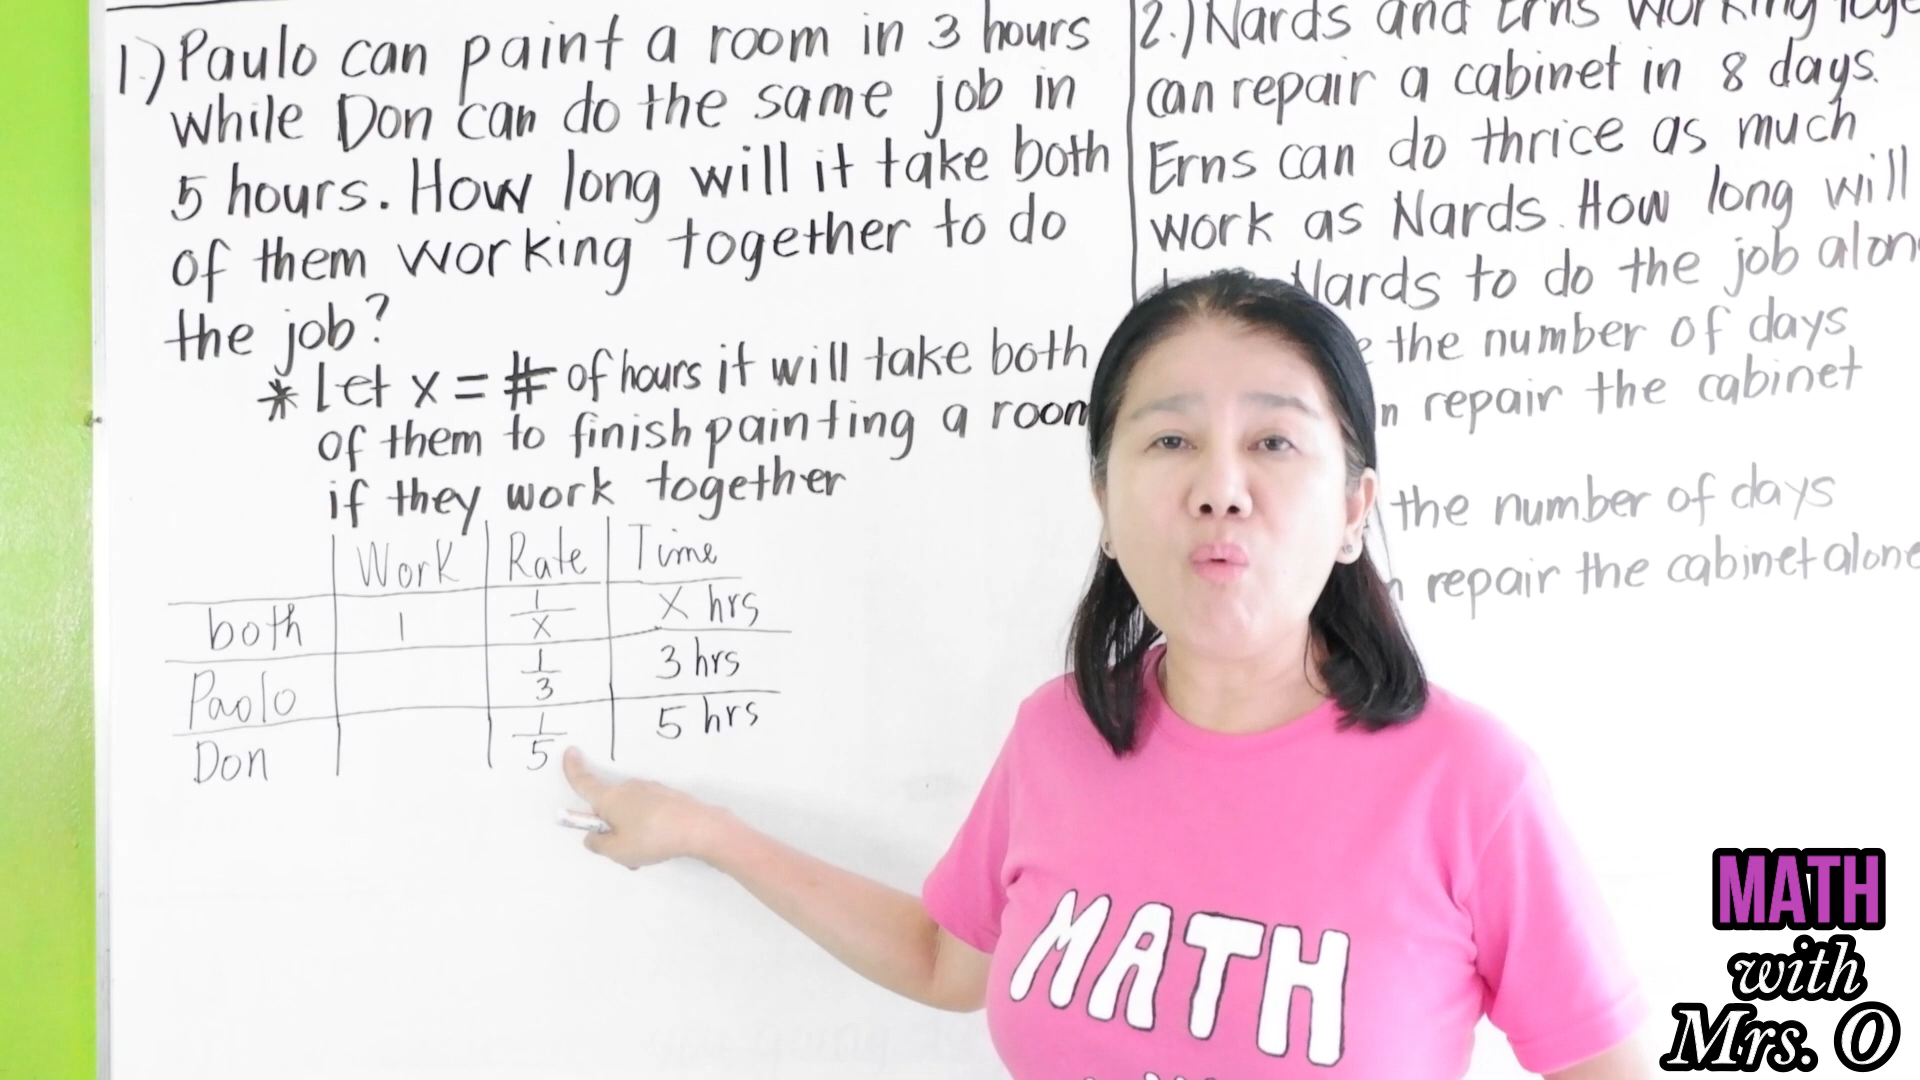 1.) Paulo can paint a room in 3 hours
while Don can do the same job in
5 hours. How long will it take both
of them working together to do
the job?
* Let x = # of hours it will take both
of them to finish painting a room
if they work together
Work Rate Time
both 1 1/x x hrs
Paolo 1/3 3 hrs
Don 1/5 5 hrs
2.) Nards and Erns working
can repair a cabinet in 8 days.
Erns can do thrice as much
work as Nards. How long will
Nards to do the job
the number of days
repair the cabinet
the number of days
repair the cabinet alone
MATH
MATH
with
Mrs. O